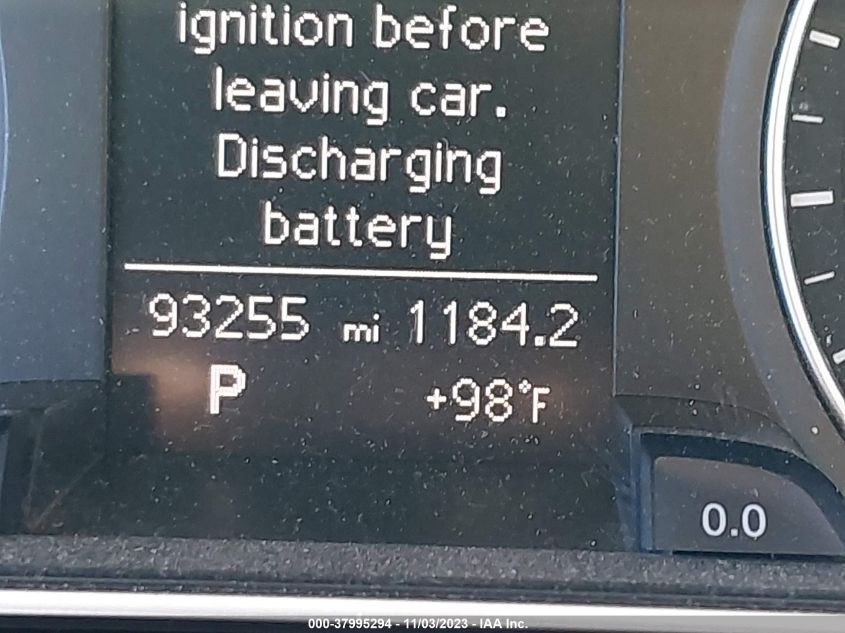 ignition before
leaving car.
Discharging
battery
93255 mi 1184.2
P +98°F
0.0
000-37995294 - 11/03/2023 - IAA Inc.